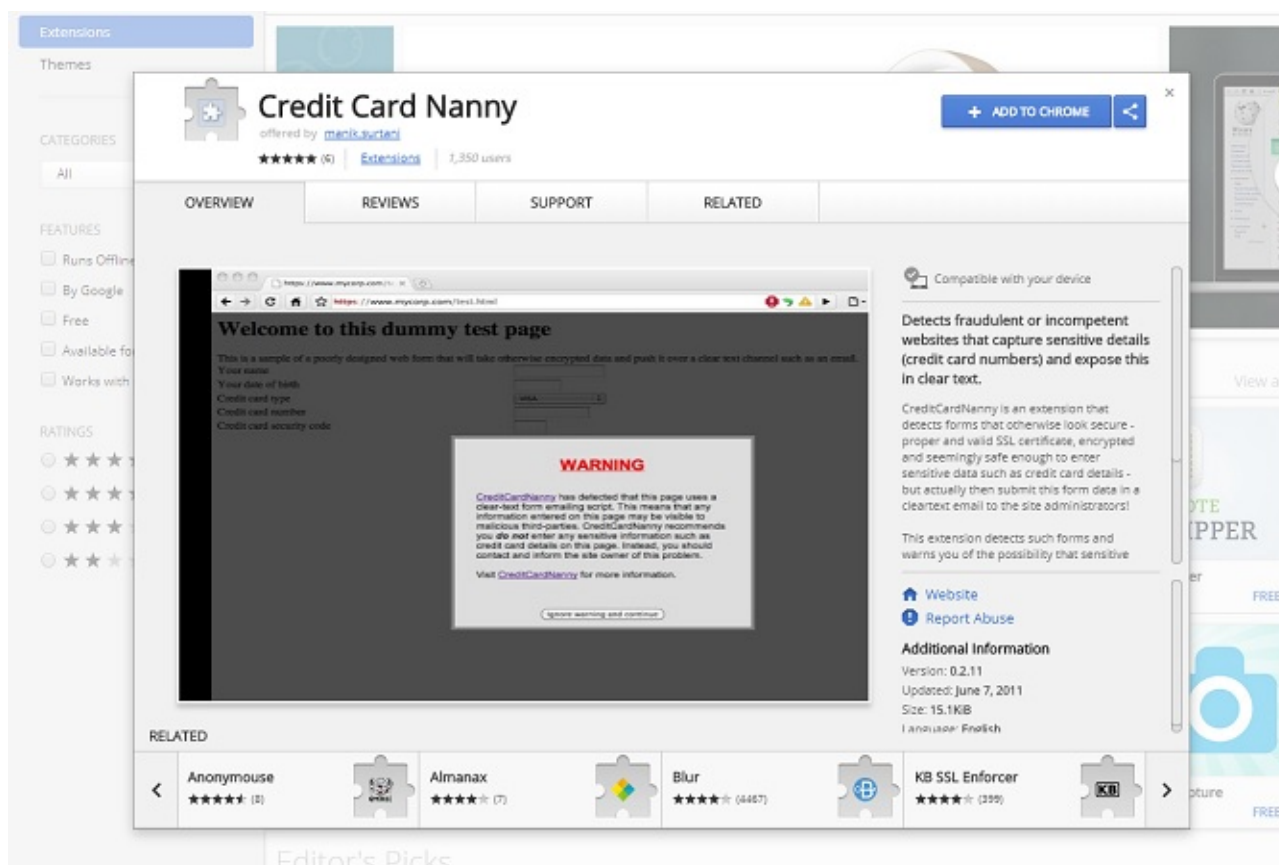 Extensions
Themes
CATEGORIES
All
FEATURES
Runs Offline
By Google
Free
Available fo
Works with
RATINGS
Credit Card Nanny
offered by manik.surtani
(6) Extensions 1,350 users
+ ADD TO CHROME
×
OVERVIEW REVIEWS SUPPORT RELATED
https://www.mycorp.com/test.html
Welcome to this dummy test page
This is a sample of a poorly designed web form that will take otherwise encrypted data and push it over a clear text channel such as an email.
Your name
Your date of birth
Credit card type VISA
Credit card number
Credit card security code
WARNING
CreditCardNanny has detected that this page uses a
clear-text form emailing script. This means that any
information entered on this page may be visible to
malicious third-parties. CreditCardNanny recommends
you do not enter any sensitive information such as
credit card details on this page. Instead, you should
contact and inform the site owner of this problem.
Visit CreditCardNanny for more information.
Ignore warning and continue
Compatible with your device
Detects fraudulent or incompetent
websites that capture sensitive details
(credit card numbers) and expose this
in clear text.
CreditCardNanny is an extension that
detects forms that otherwise look secure -
proper and valid SSL certificate, encrypted
and seemingly safe enough to enter
sensitive data such as credit card details -
but actually then submit this form data in a
cleartext email to the site administrators!
This extension detects such forms and
warns you of the possibility that sensitive
Website
Report Abuse
Additional Information
Version: 0.2.11
Updated: June 7, 2011
Size: 15.1KiB
Language: English
View a
OTE
IPPER
er
FREE
pture
FREE
RELATED
Anonymouse
(8)
Almanax
(7)
Blur
(4467)
KB SSL Enforcer
(399)
KB
Editor's Picks